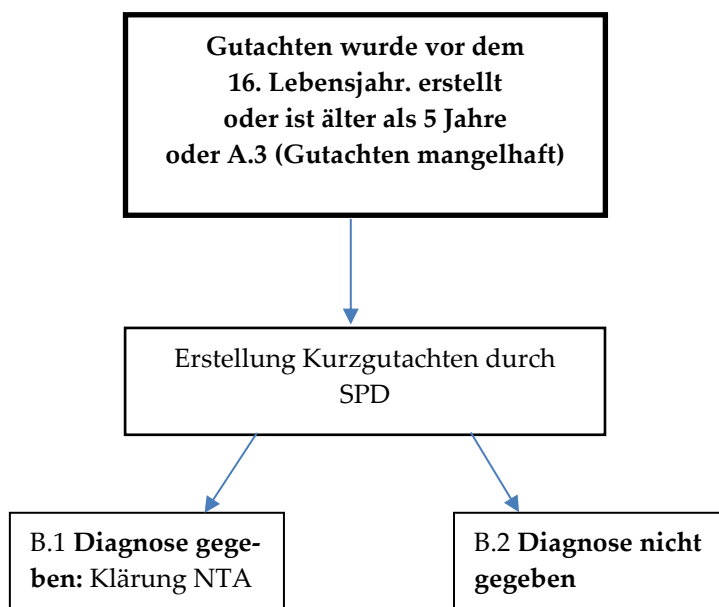 Gutachten wurde vor dem
16. Lebensjahr. erstellt
oder ist älter als 5 Jahre
oder A.3 (Gutachten mangelhaft)
Erstellung Kurzgutachten durch
SPD
B.1 Diagnose gege-
ben: Klärung NTA
B.2 Diagnose nicht
gegeben